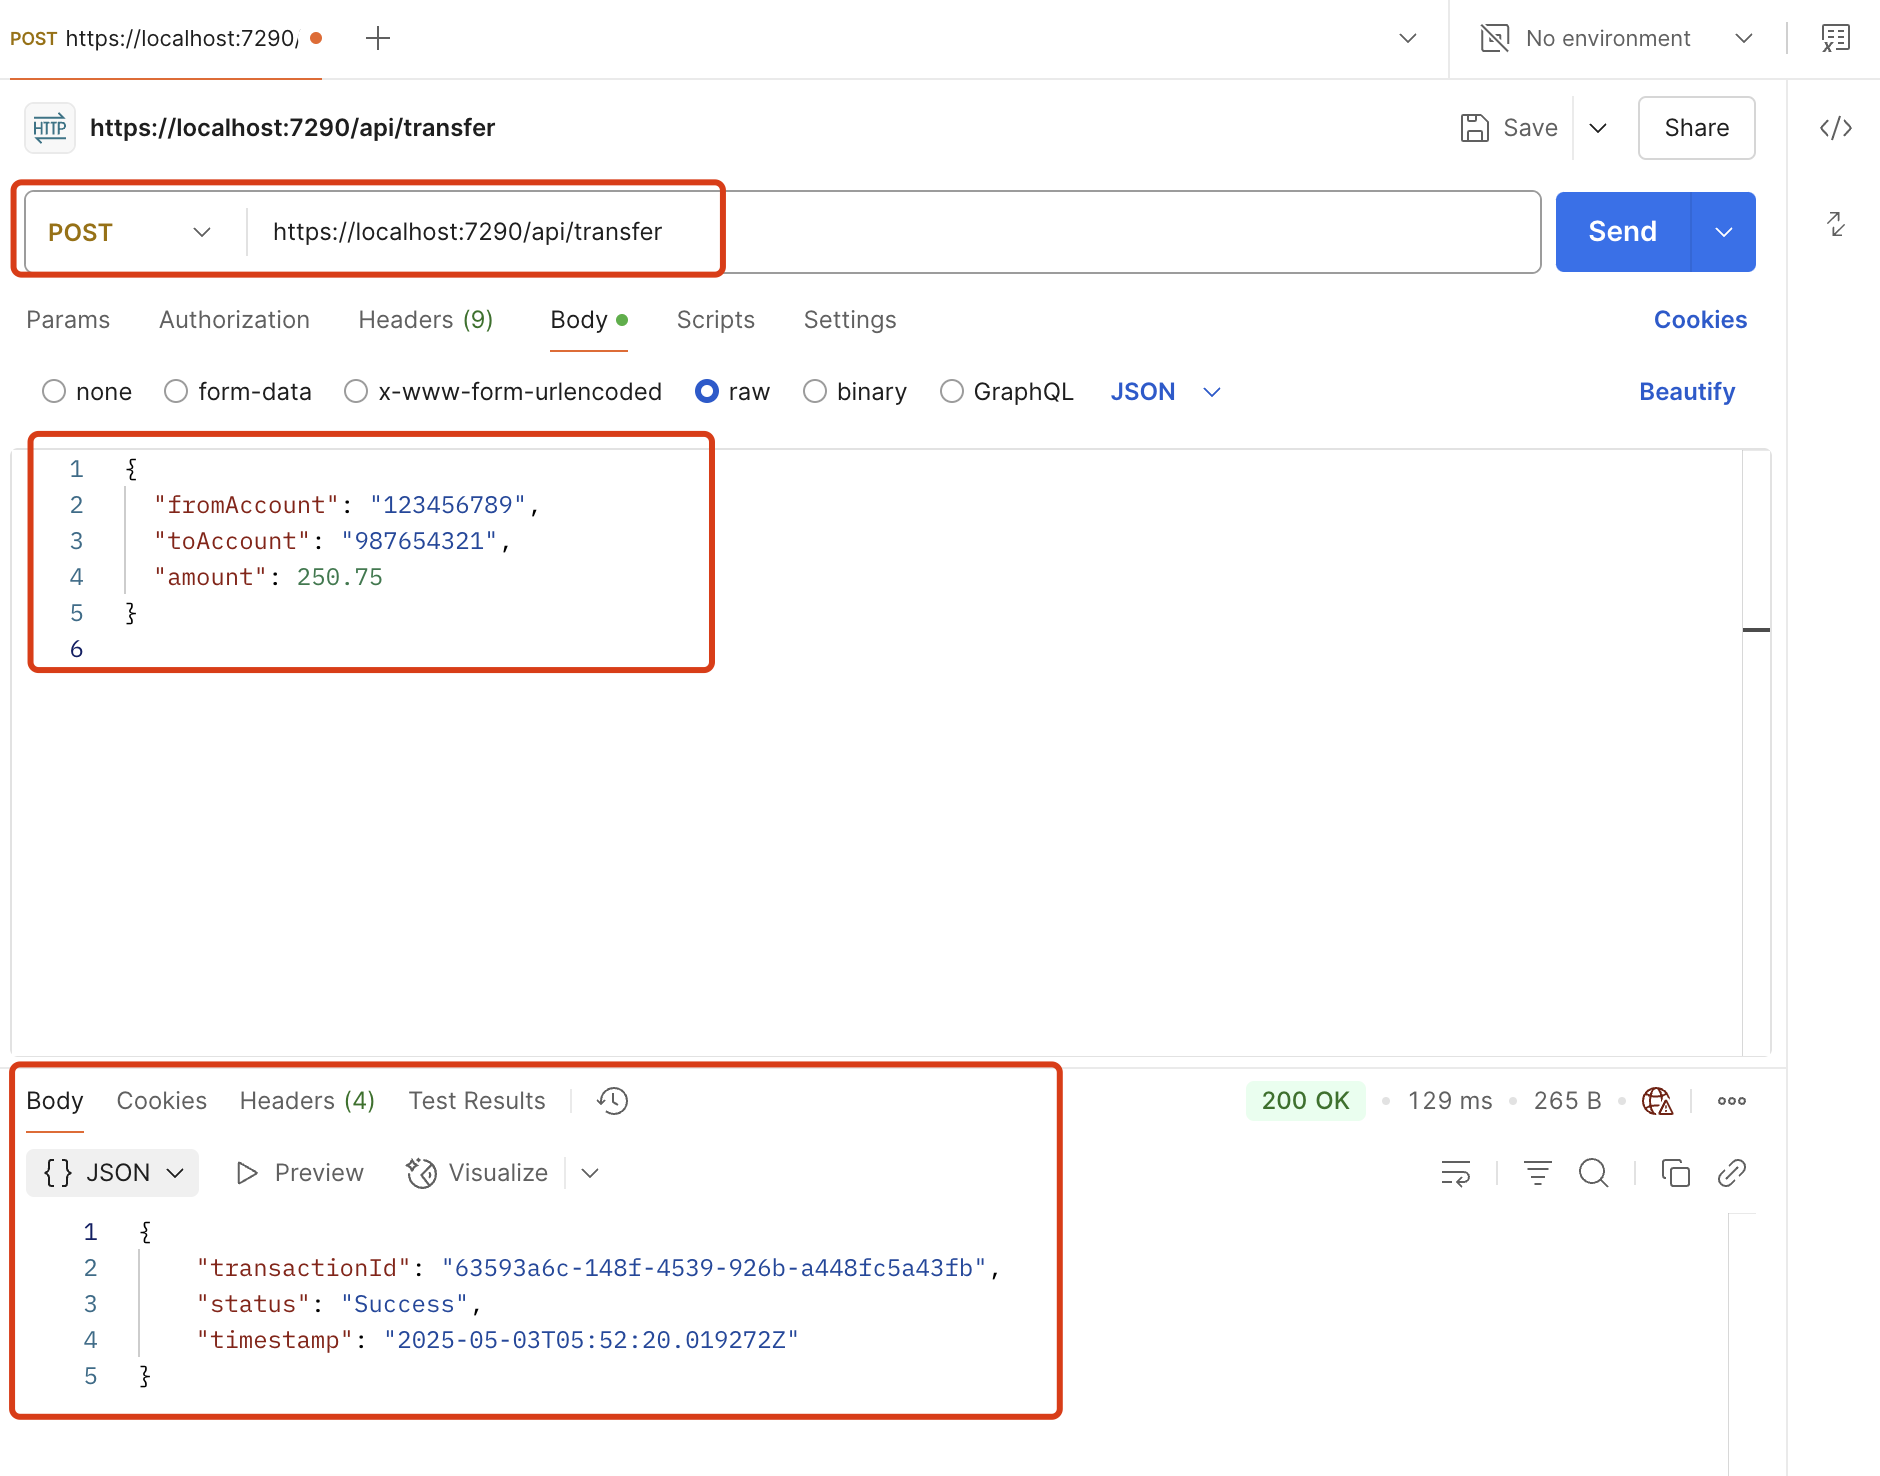 POST https://localhost:7290/
No environment
HTTP https://localhost:7290/api/transfer
Save
Share
POST https://localhost:7290/api/transfer
Send
Params Authorization Headers (9) Body Scripts Settings Cookies
none form-data x-www-form-urlencoded raw binary GraphQL JSON Beautify
1 {
2 "fromAccount": "123456789",
3 "toAccount": "987654321",
4 "amount": 250.75
5 }
6
Body Cookies Headers (4) Test Results 200 OK 129 ms 265 B
{} JSON Preview Visualize
1 {
2 "transactionId": "63593a6c-148f-4539-926b-a448fc5a43fb",
3 "status": "Success",
4 "timestamp": "2025-05-03T05:52:20.019272Z"
5 }